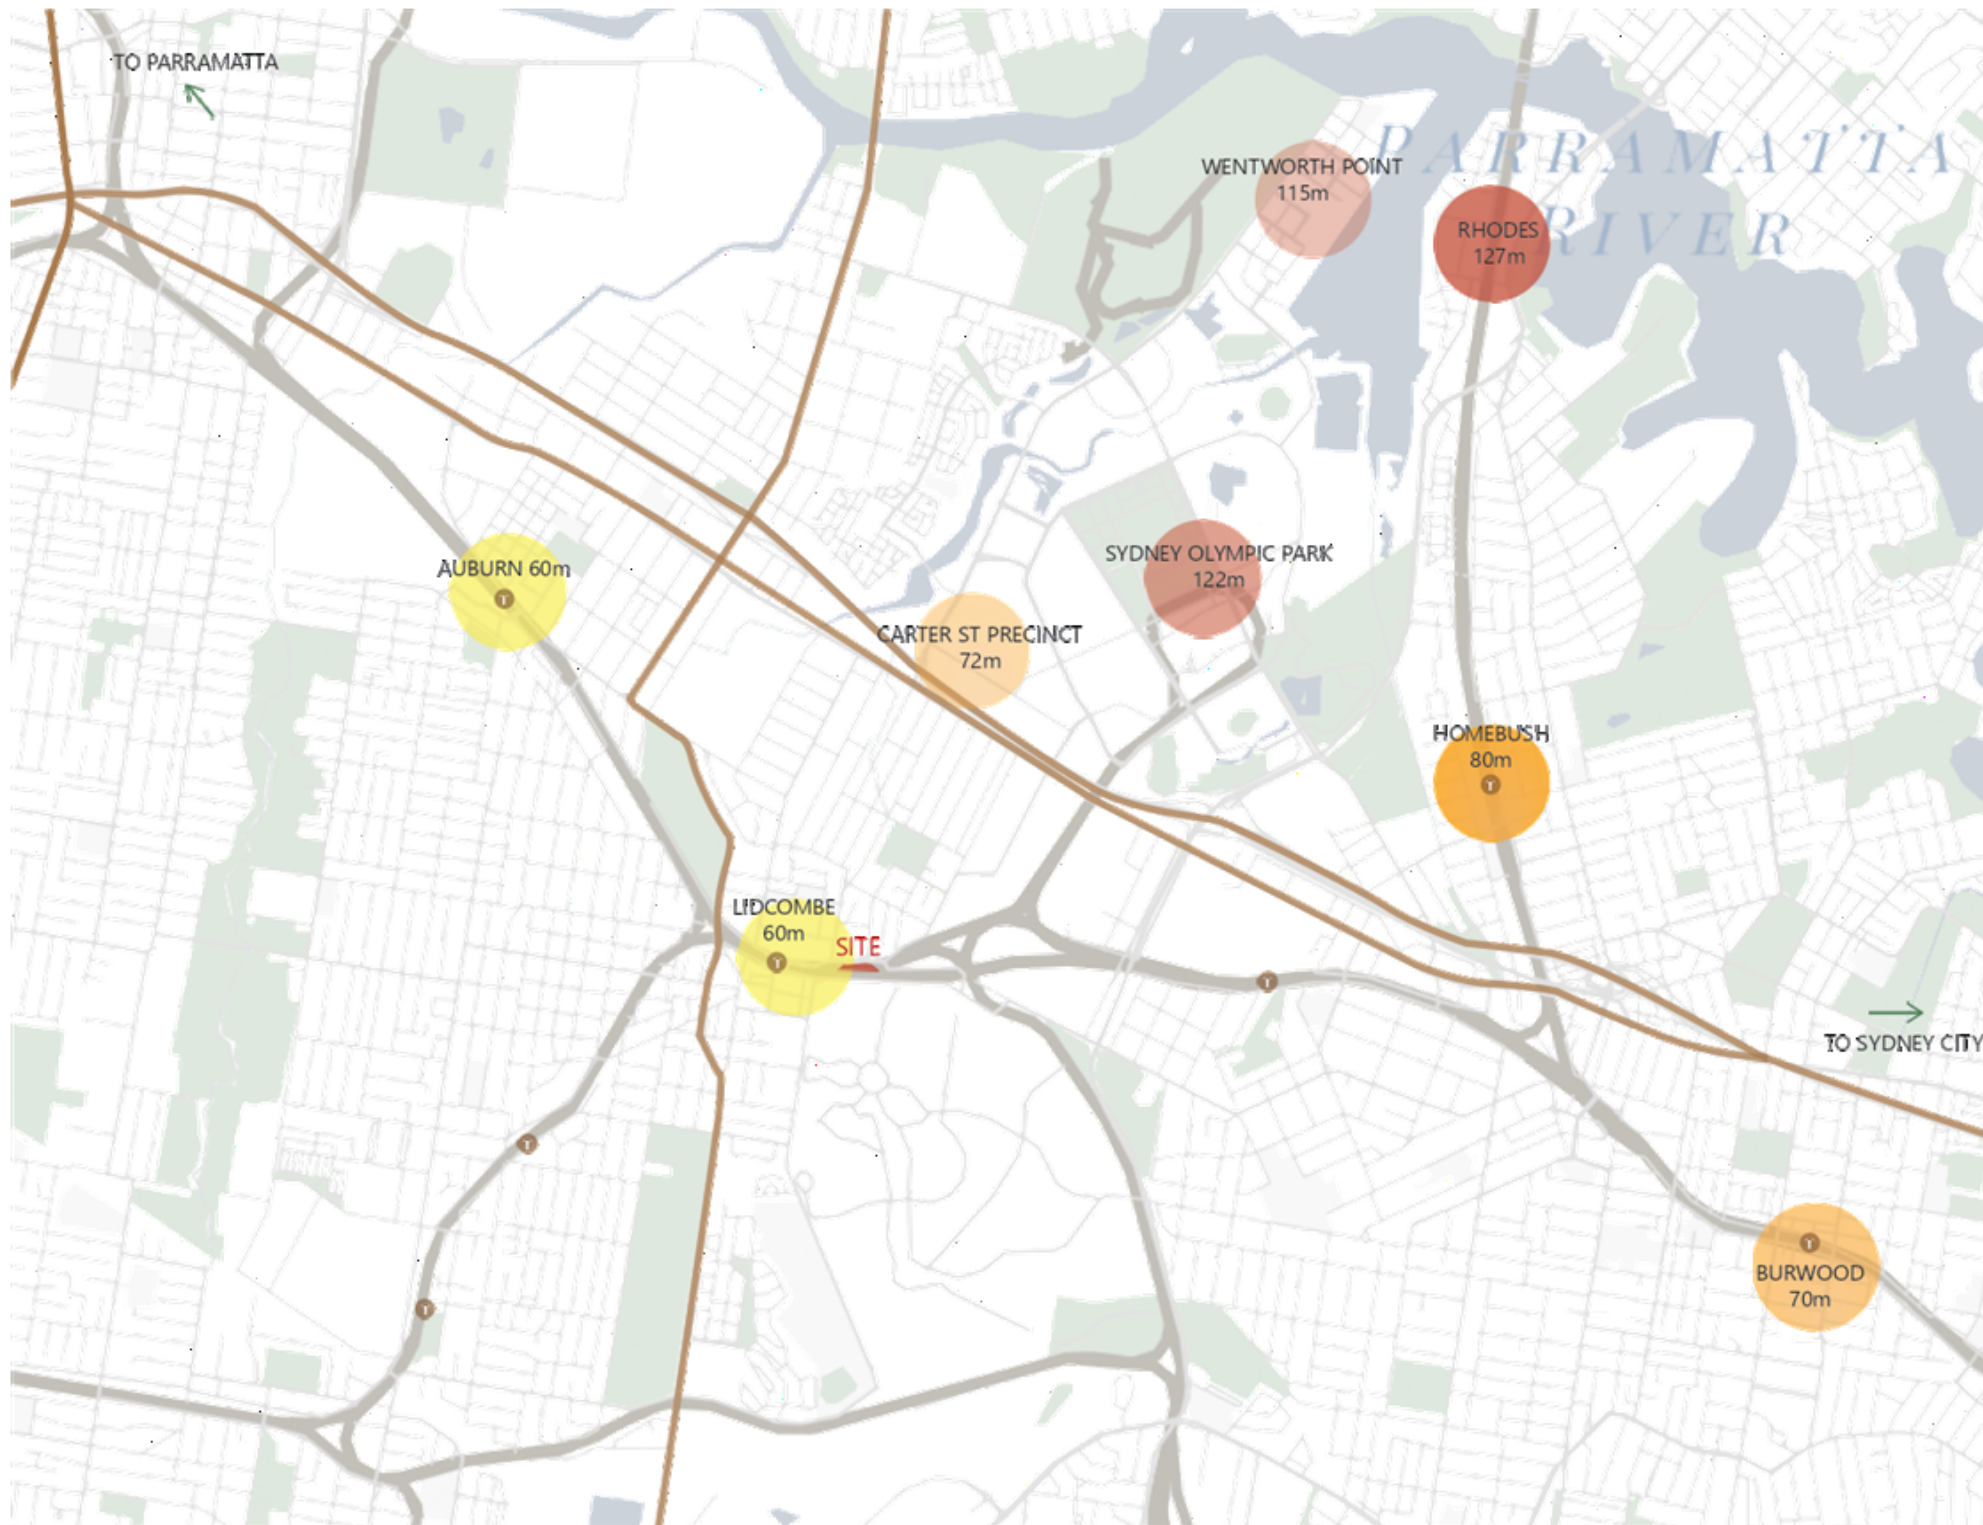 TO PARRAMATTA
WENTWORTH POINT
115m
PARRAMATTA
RIVER
RHODES
127m
AUBURN 60m
T
SYDNEY OLYMPIC PARK
122m
CARTER ST PRECINCT
72m
HOMEBUSH
80m
T
LIDCOMBE
60m
T
SITE
T
TO SYDNEY CITY
T
T
T
BURWOOD
70m